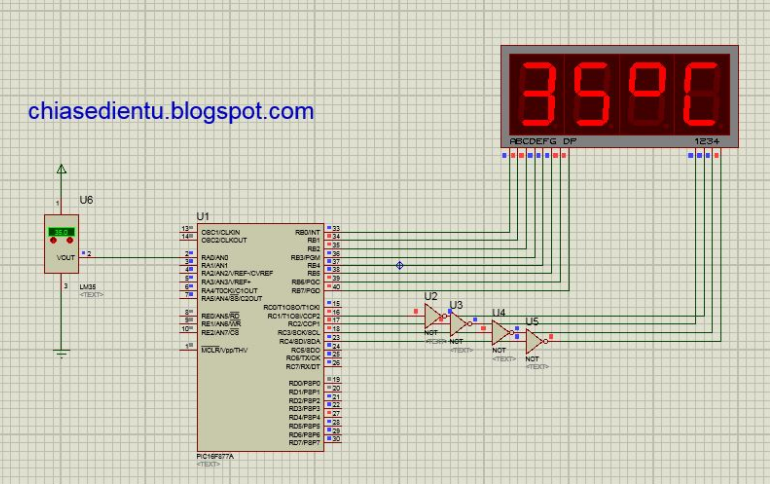 35°C
ABCDEFG DP
1234
chiasedientu.blogspot.com
U6
1
35.0
VOUT
2
3
LM35
<TEXT>
U1
13 OSC1/CLKIN
14 OSC2/CLKOUT
2 RA0/AN0
3 RA1/AN1
4 RA2/AN2/VREF-/CVREF
5 RA3/AN3/VREF+
6 RA4/T0CKI/C1OUT
7 RA5/AN4/SS/C2OUT
8 RE0/AN5/RD
9 RE1/AN6/WR
10 RE2/AN7/CS
1 MCLR/Vpp/THV
RB0/INT 33
RB1 34
RB2 35
RB3/PGM 36
RB4 37
RB5 38
RB6/PGC 39
RB7/PGD 40
RC0/T1OSO/T1CKI 15
RC1/T1OSI/CCP2 16
RC2/CCP1 17
RC3/SCK/SCL 18
RC4/SDI/SDA 23
RC5/SDO 24
RC6/TX/CK 25
RC7/RX/DT 26
RD0/PSP0 19
RD1/PSP1 20
RD2/PSP2 21
RD3/PSP3 22
RD4/PSP4 27
RD5/PSP5 28
RD6/PSP6 29
RD7/PSP7 30
PIC16F877A
<TEXT>
U2
NOT
<TEXT>
U3
NOT
<TEXT>
U4
NOT
<TEXT>
U5
NOT
<TEXT>